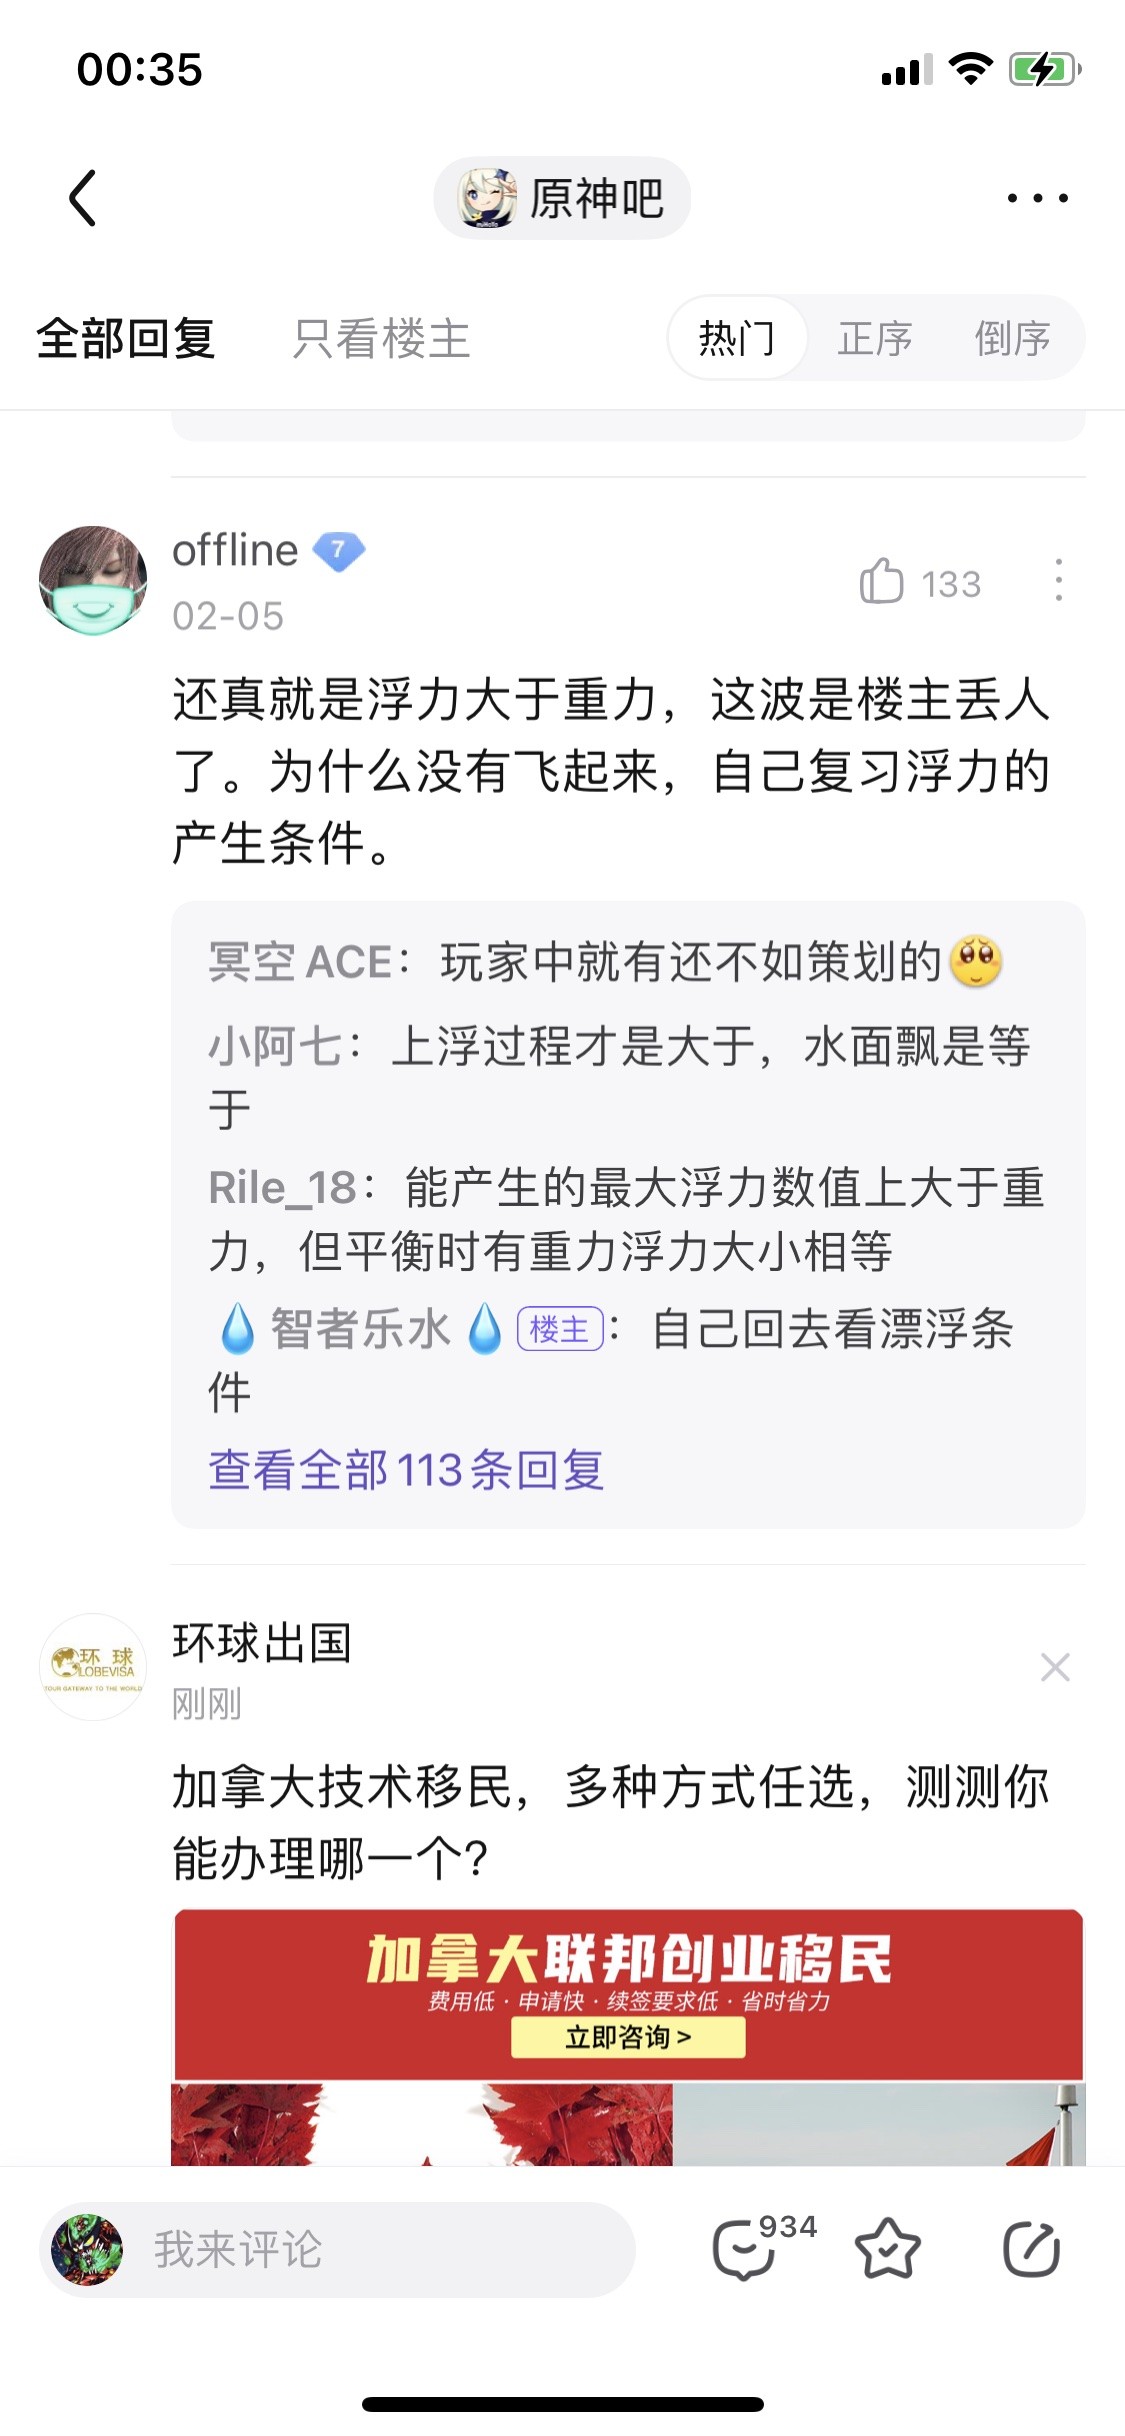 00:35
原神吧
全部回复 只看楼主 热门 正序 倒序
offline 7
02-05
133
还真就是浮力大于重力，这波是楼主丢人
了。为什么没有飞起来，自己复习浮力的
产生条件。
冥空ACE：玩家中就有还不如策划的
小阿七：上浮过程才是大于，水面飘是等
于
Rile_18：能产生的最大浮力数值上大于重
力，但平衡时有重力浮力大小相等
💧智者乐水💧 楼主：自己回去看漂浮条
件
查看全部113条回复
环球出国
刚刚
环 球
LOBEVISA
YOUR GATEWAY TO THE WORLD
加拿大技术移民，多种方式任选，测测你
能办理哪一个?
加拿大联邦创业移民
费用低 · 申请快 · 续签要求低 · 省时省力
立即咨询 >
我来评论
934